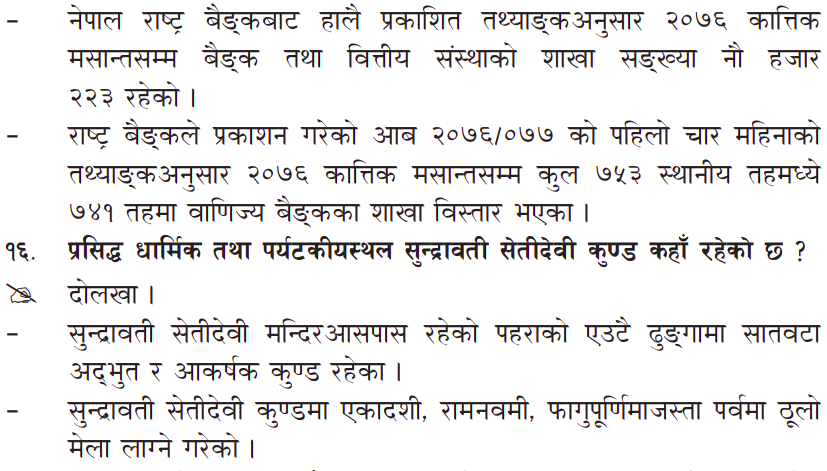 – नेपाल राष्ट्र बैङ्कबाट हालै प्रकाशित तथ्याङ्कअनुसार २०७६ कात्तिक
मसान्तसम्म बैङ्क तथा वित्तीय संस्थाको शाखा सङ्ख्या नौ हजार
२२३ रहेको ।
– राष्ट्र बैङ्कले प्रकाशन गरेको आब २०७६/०७७ को पहिलो चार महिनाको
तथ्याङ्कअनुसार २०७६ कात्तिक मसान्तसम्म कुल ७५३ स्थानीय तहमध्ये
७४१ तहमा वाणिज्य बैङ्कका शाखा विस्तार भएका ।
१६. प्रसिद्ध धार्मिक तथा पर्यटकीयस्थल सुन्द्रावती सेतीदेवी कुण्ड कहाँ रहेको छ ?
दोलखा ।
– सुन्द्रावती सेतीदेवी मन्दिरआसपास रहेको पहराको एउटै ढुङ्गामा सातवटा
अद्भुत र आकर्षक कुण्ड रहेका ।
– सुन्द्रावती सेतीदेवी कुण्डमा एकादशी, रामनवमी, फागुपूर्णिमाजस्ता पर्वमा ठूलो
मेला लाग्ने गरेको ।